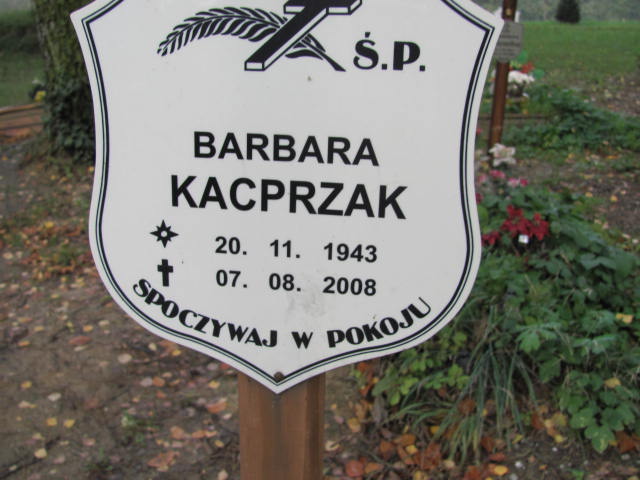 Ś.P.
BARBARA
KACPRZAK
20. 11. 1943
07. 08. 2008
SPOCZYWAJ W POKOJU